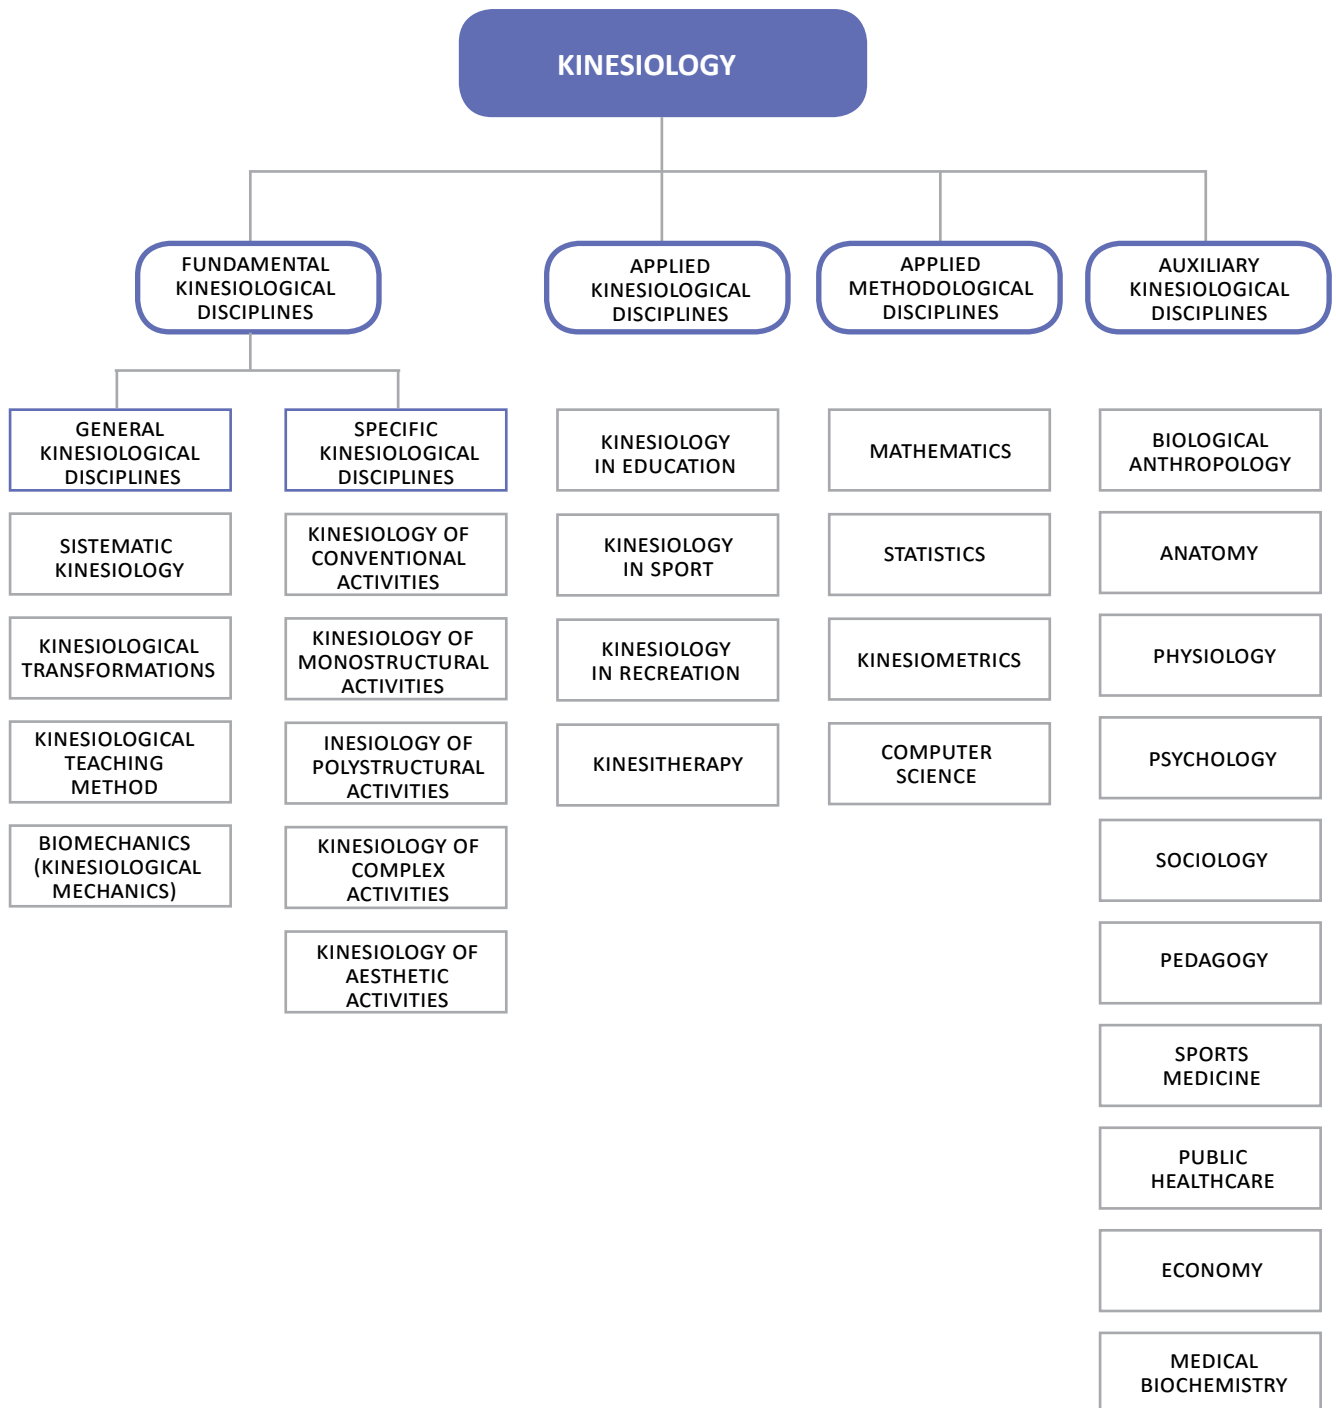 KINESIOLOGY
FUNDAMENTAL
KINESIOLOGICAL
DISCIPLINES
APPLIED
KINESIOLOGICAL
DISCIPLINES
APPLIED
METHODOLOGICAL
DISCIPLINES
AUXILIARY
KINESIOLOGICAL
DISCIPLINES
GENERAL
KINESIOLOGICAL
DISCIPLINES
SISTEMATIC
KINESIOLOGY
KINESIOLOGICAL
TRANSFORMATIONS
KINESIOLOGICAL
TEACHING
METHOD
BIOMECHANICS
(KINESIOLOGICAL
MECHANICS)
SPECIFIC
KINESIOLOGICAL
DISCIPLINES
KINESIOLOGY OF
CONVENTIONAL
ACTIVITIES
KINESIOLOGY OF
MONOSTRUCTURAL
ACTIVITIES
INESIOLOGY OF
POLYSTRUCTURAL
ACTIVITIES
KINESIOLOGY OF
COMPLEX
ACTIVITIES
KINESIOLOGY OF
AESTHETIC
ACTIVITIES
KINESIOLOGY
IN EDUCATION
KINESIOLOGY
IN SPORT
KINESIOLOGY
IN RECREATION
KINESITHERAPY
MATHEMATICS
STATISTICS
KINESIOMETRICS
COMPUTER
SCIENCE
BIOLOGICAL
ANTHROPOLOGY
ANATOMY
PHYSIOLOGY
PSYCHOLOGY
SOCIOLOGY
PEDAGOGY
SPORTS
MEDICINE
PUBLIC
HEALTHCARE
ECONOMY
MEDICAL
BIOCHEMISTRY